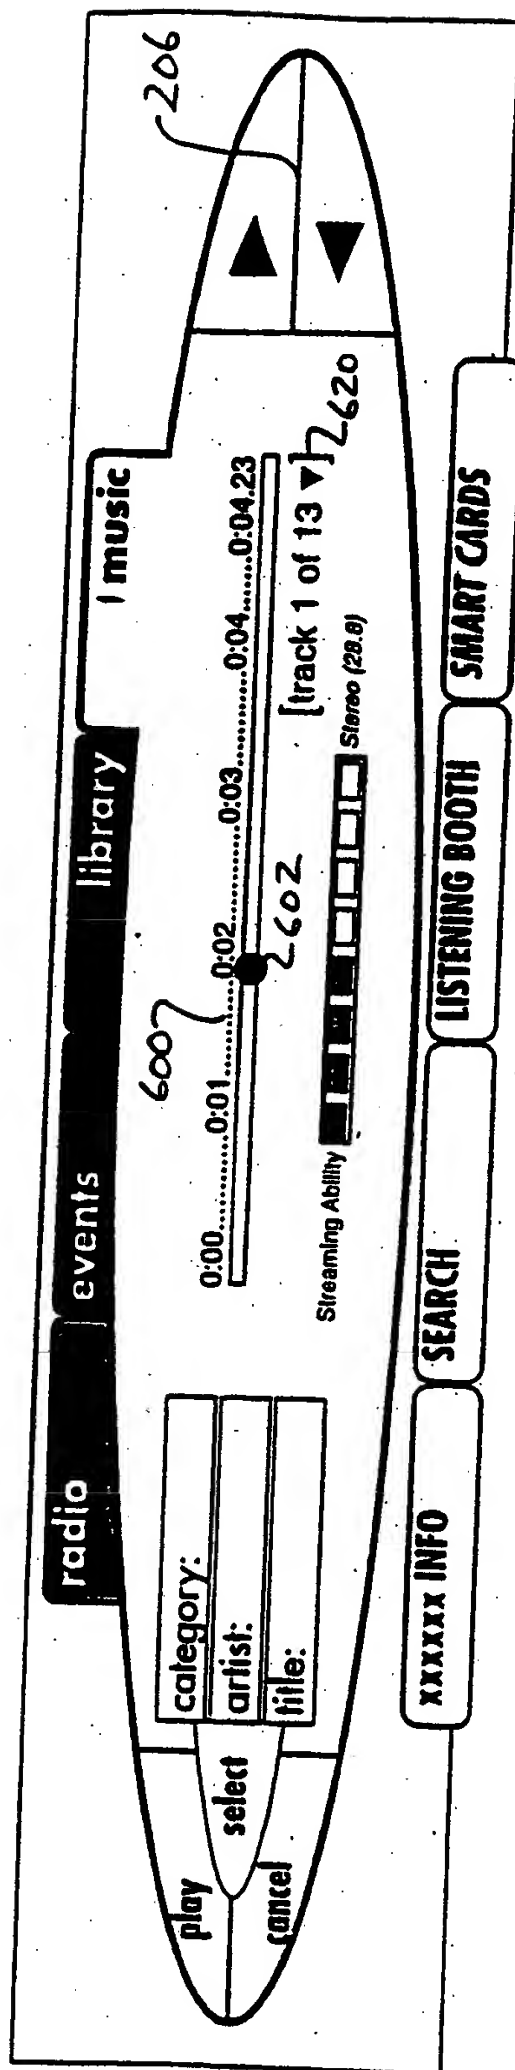 radio events library I music
206
play
select
cancel
category:
artist:
title:
600
0:00........0:01........0:02........0:03........0:04........0:04.23
602
[track 1 of 13 ▼]
620
Streaming Ability Stereo (28.8)
xxxxxx INFO SEARCH LISTENING BOOTH SMART CARDS